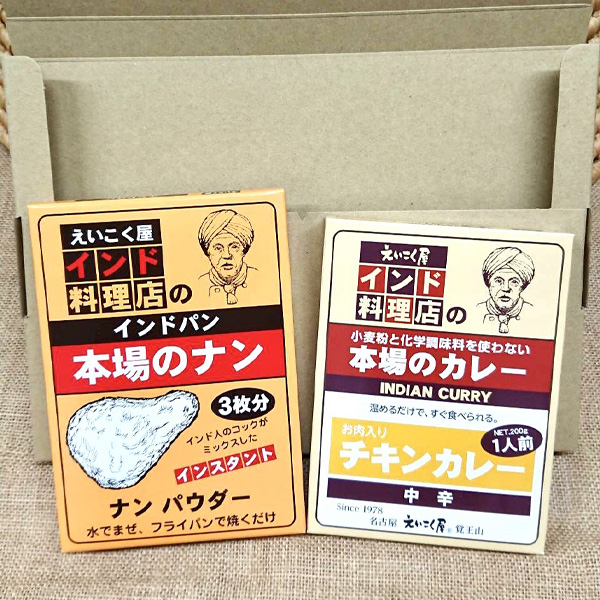 えいこく屋
インド
料理店の
インドパン
本場のナン
3枚分
インド人のコックが
ミックスした
インスタント
ナン パウダー
水でまぜ、フライパンで焼くだけ
えいこく屋
インド
料理店の
小麦粉と化学調味料を使わない
本場のカレー
INDIAN CURRY
温めるだけで、すぐ食べられる。
お肉入り
NET.200g
1人前
チキンカレー
中辛
Since 1978
名古屋 えいこく屋® 覚王山